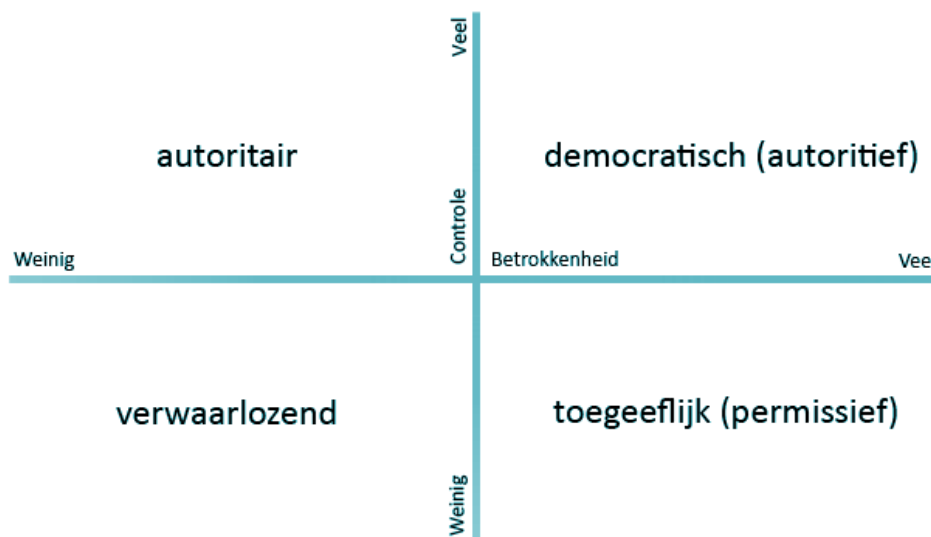 Veel
autoritair
democratisch (autoritief)
Controle
Weinig
Betrokkenheid
Vee
verwaarlozend
toegeeflijk (permissief)
Weinig